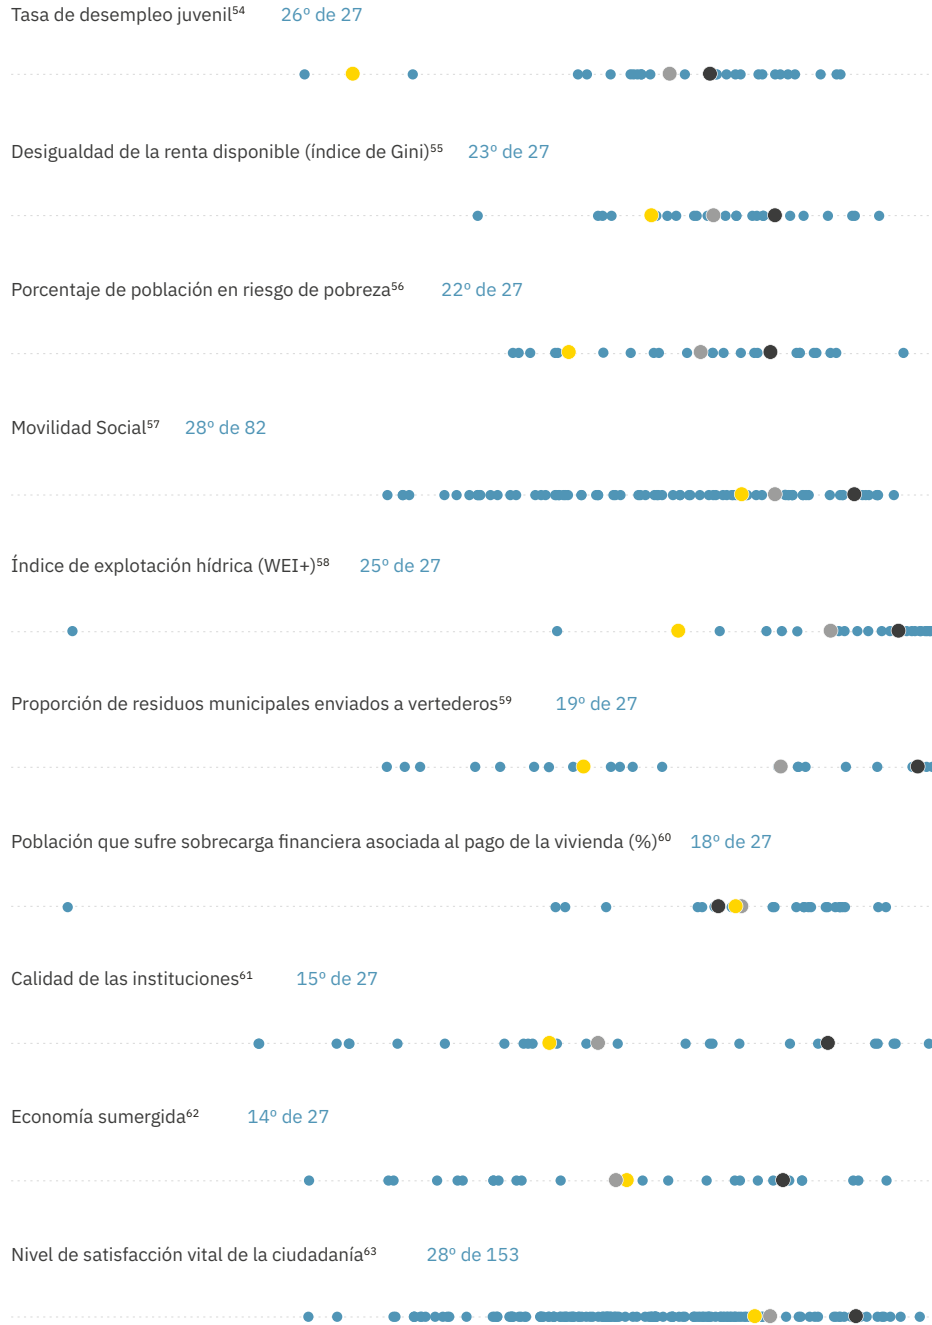 Tasa de desempleo juvenil⁵⁴ 26º de 27
Desigualdad de la renta disponible (índice de Gini)⁵⁵ 23º de 27
Porcentaje de población en riesgo de pobreza⁵⁶ 22º de 27
Movilidad Social⁵⁷ 28º de 82
Índice de explotación hídrica (WEI+)⁵⁸ 25º de 27
Proporción de residuos municipales enviados a vertederos⁵⁹ 19º de 27
Población que sufre sobrecarga financiera asociada al pago de la vivienda (%)⁶⁰ 18º de 27
Calidad de las instituciones⁶¹ 15º de 27
Economía sumergida⁶² 14º de 27
Nivel de satisfacción vital de la ciudadanía⁶³ 28º de 153